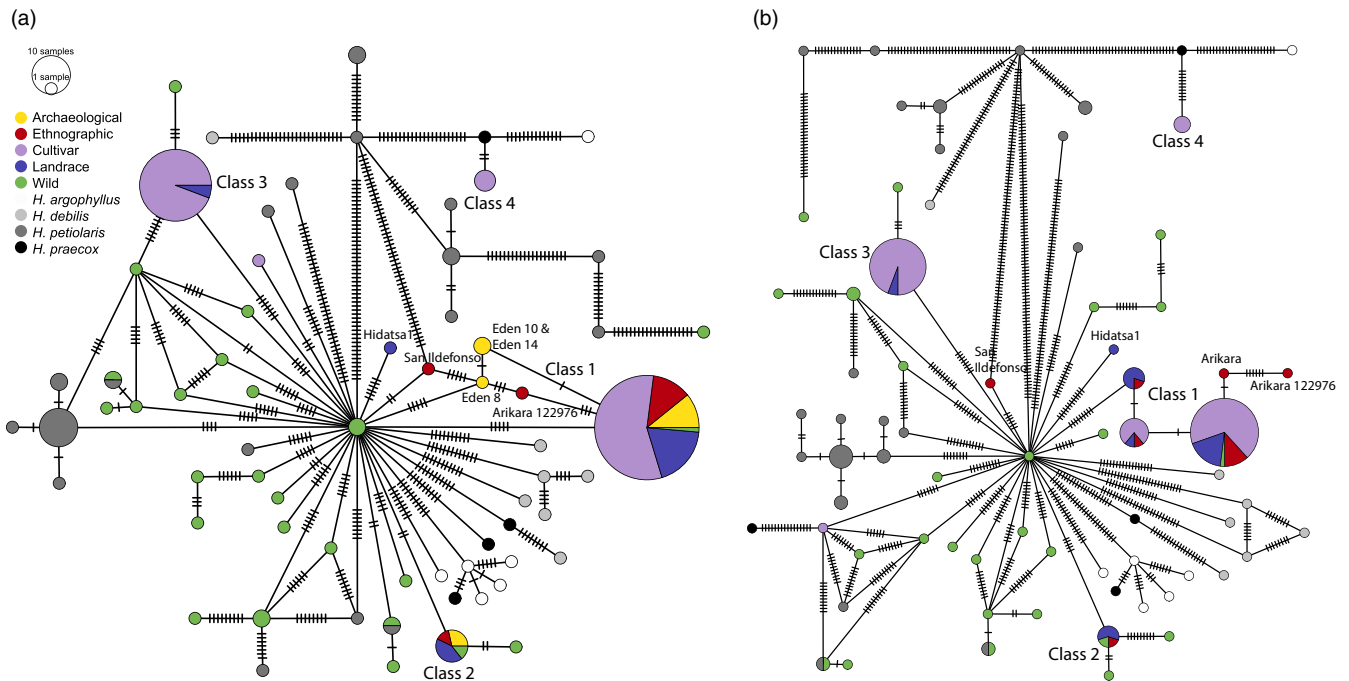 (a)
10 samples
1 sample
Archaeological
Ethnographic
Cultivar
Landrace
Wild
H. argophyllus
H. debilis
H. petiolaris
H. praecox
Class 3
Class 4
Hidatsa1
San Ildefonso
Eden 10 &
Eden 14
Eden 8
Class 1
Arikara 122976
Class 2
(b)
Class 4
Class 3
San
Ildefonso
Hidatsa1
Class 1
Arikara
Arikara 122976
Class 2